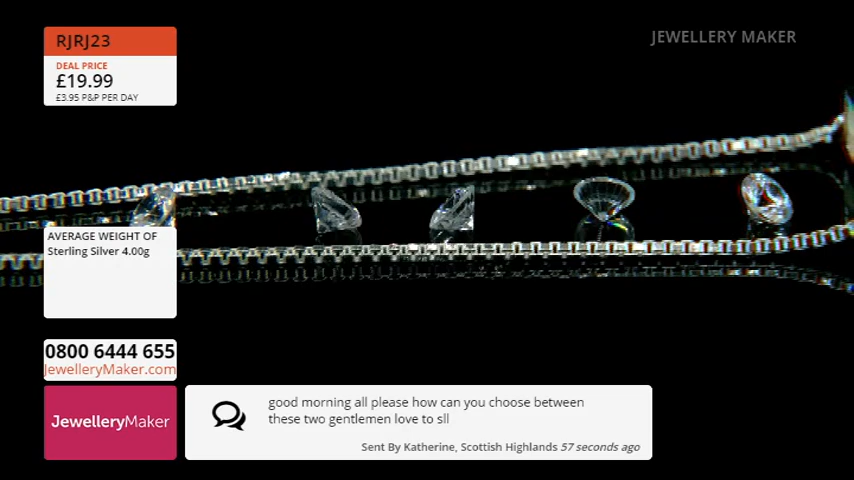 RJRJ23
DEAL PRICE
£19.99
£3.95 P&P PER DAY
JEWELLERY MAKER
AVERAGE WEIGHT OF
Sterling Silver 4.00g
0800 6444 655
JewelleryMaker.com
JewelleryMaker
good morning all please how can you choose between
these two gentlemen love to sll
Sent By Katherine, Scottish Highlands 57 seconds ago